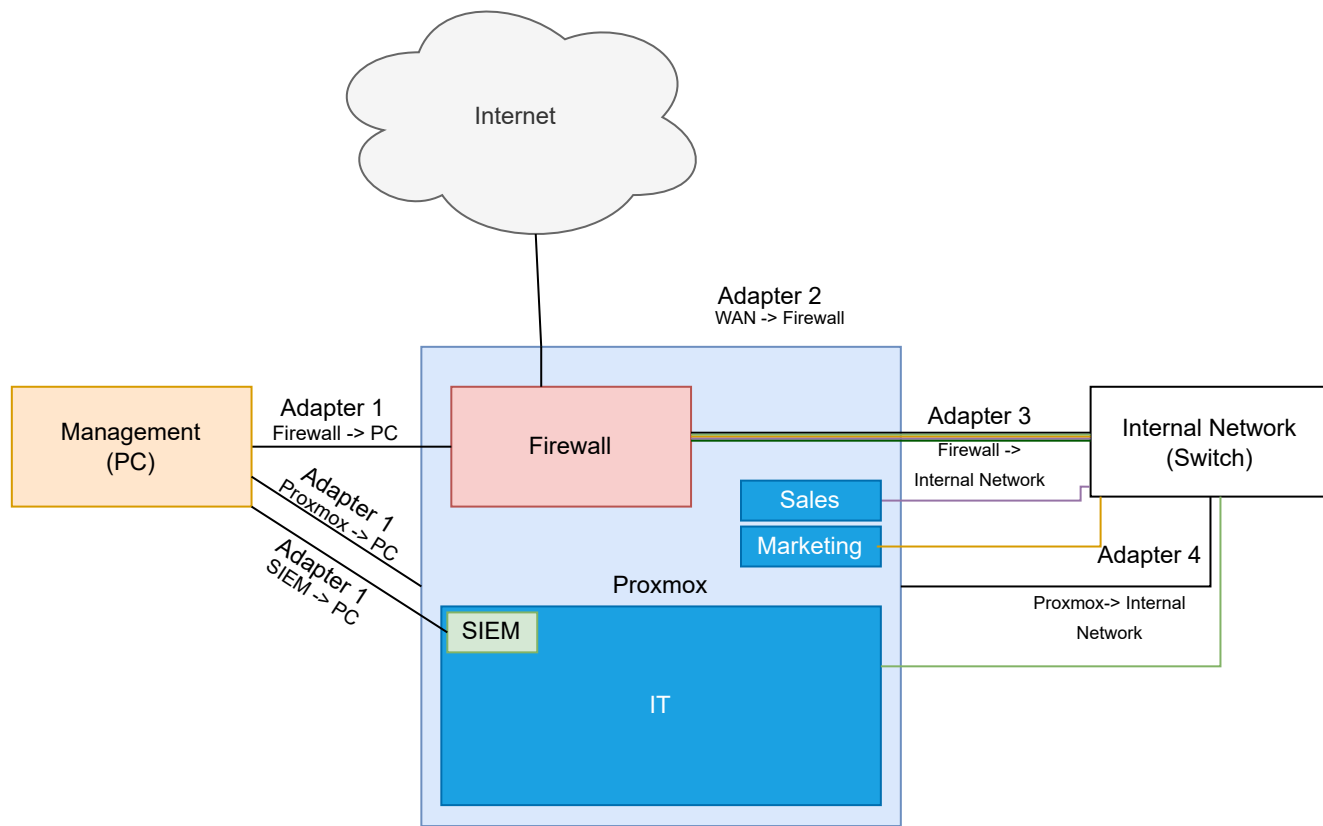 Internet
Adapter 2
WAN -> Firewall
Management
(PC)
Adapter 1
Firewall -> PC
Firewall
Adapter 3
Firewall ->
Internal Network
Internal Network
(Switch)
Adapter 1
Proxmox -> PC
Sales
Marketing
Adapter 4
Proxmox-> Internal
Network
Adapter 1
SIEM -> PC
Proxmox
SIEM
IT